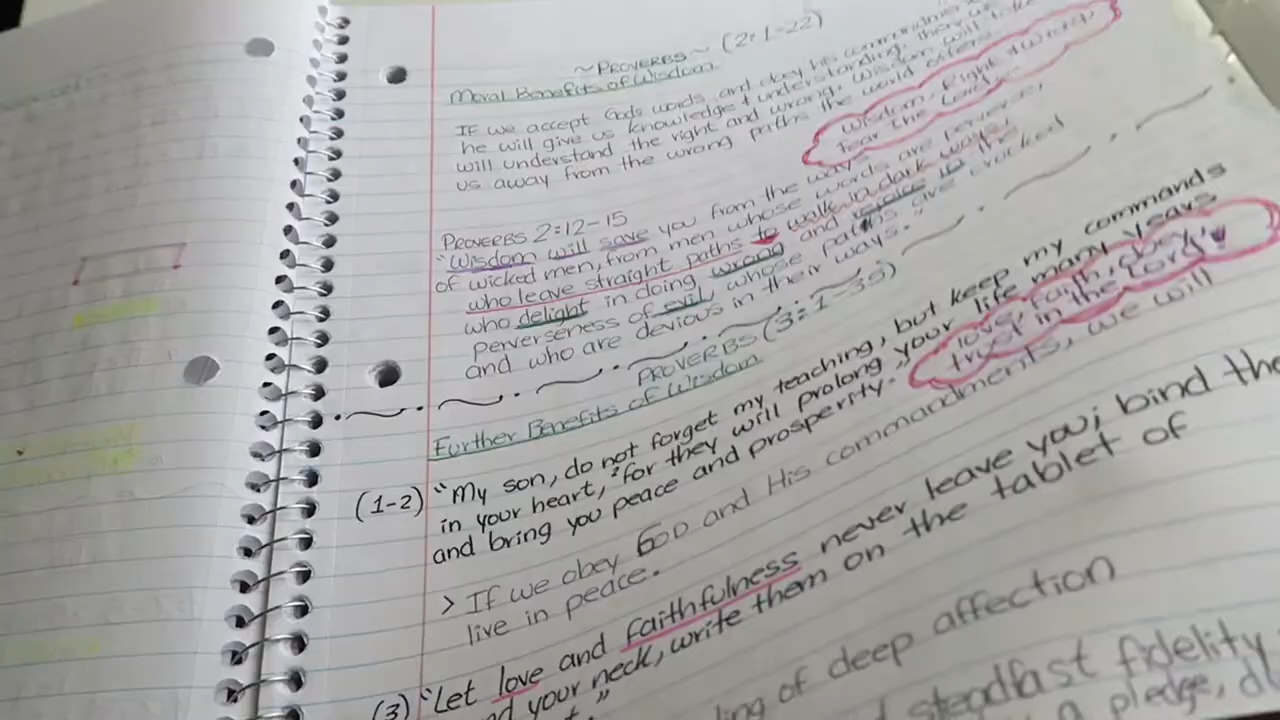 ~PROVERBS~ (2:1-22)
Moral Benefits of Wisdom
IF we accept Gods words and obey his commandments
he will give us knowledge + understanding. Then we
will understand the right and wrong. Wisdom will take
us away from the wrong paths the world offers.
Wisdom, Right +
fear the Lord
PROVERBS 2:12-15
"Wisdom will save you from the ways
of wicked men, from men whose words are perverse,
who leave straight paths to walk in dark ways
who delight in doing wrong and rejoice in the
perverseness of evil, whose paths are crooked
and who are devious in their ways."
PROVERBS (3:1-35)
Further Benefits of Wisdom
love, faith, obey,
trust in the Lord
(1-2) "My son, do not forget my teaching, but keep my commands
in your heart, ²for they will prolong your life many years
and bring you peace and prosperity."
> If we obey GOD and His commandments, we will
live in peace.
(3) "Let love and faithfulness never leave you; bind the
your neck, write them on the tablet of
of deep affection
steadfast fidelity
pledge,